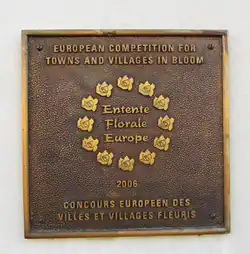 EUROPEAN COMPETITION FOR
TOWNS AND VILLAGES IN BLOOM
Entente
Florale
Europe
2006
CONCOURS EUROPEEN DES
VILLES ET VILLAGES FLEURIS